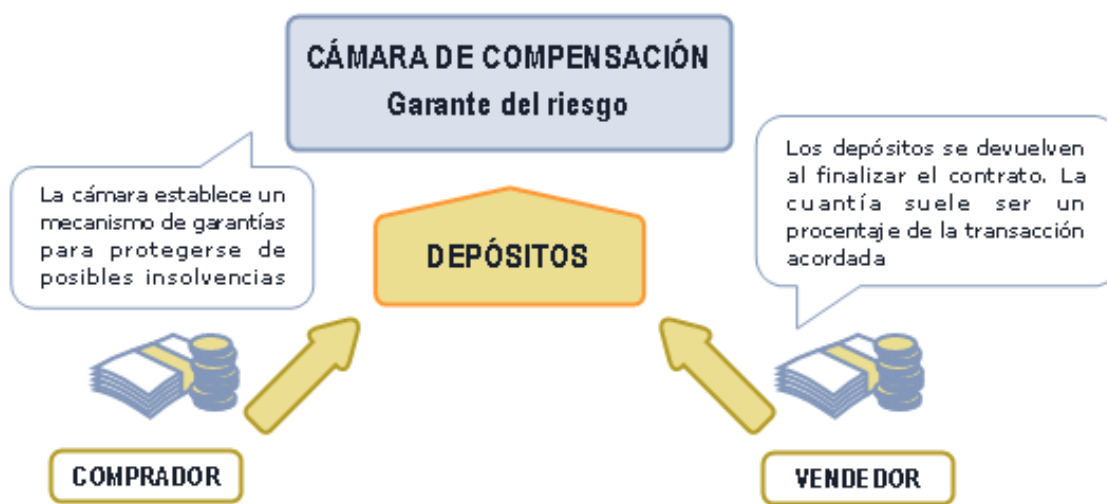 CÁMARA DE COMPENSACIÓN
Garante del riesgo
La cámara establece un
mecanismo de garantías
para protegerse de
posibles insolvencias
Los depósitos se devuelven
al finalizar el contrato. La
cuantía suele ser un
procentaje de la transacción
acordada
DEPÓSITOS
COMPRADOR
VENDEDOR